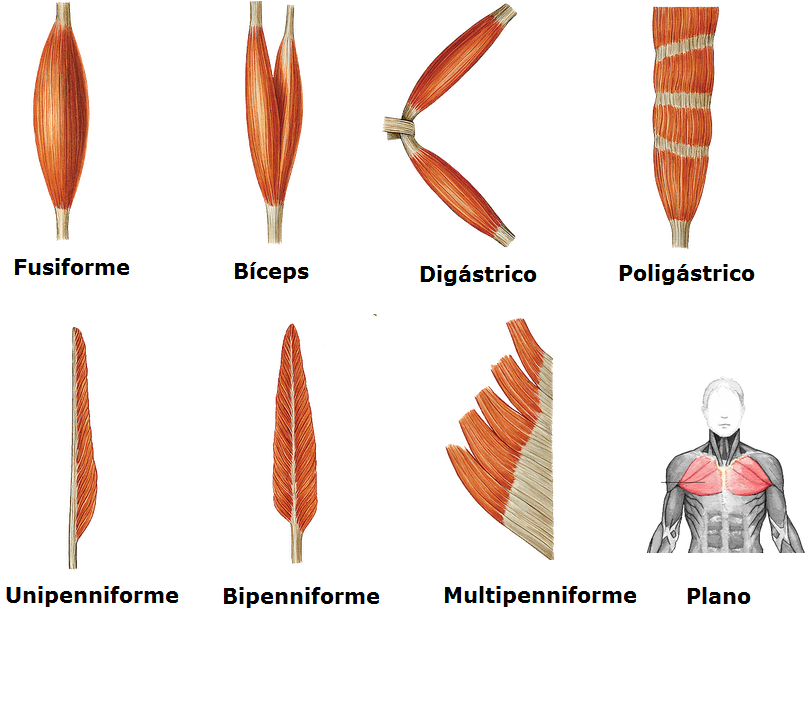 Fusiforme
Bíceps
Digástrico
Poligástrico
Unipenniforme
Bipenniforme
Multipenniforme
Plano